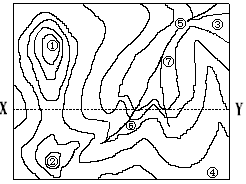 ① ⑤ ③
⑦
X Y
⑥
② ④